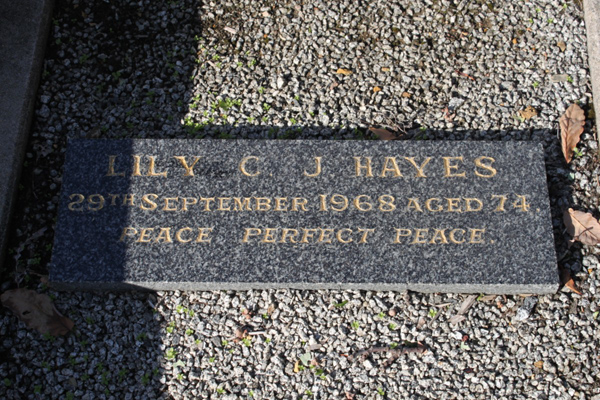 LILY C J HAYES
29TH SEPTEMBER 1968 AGED 74
PEACE PERFECT PEACE.